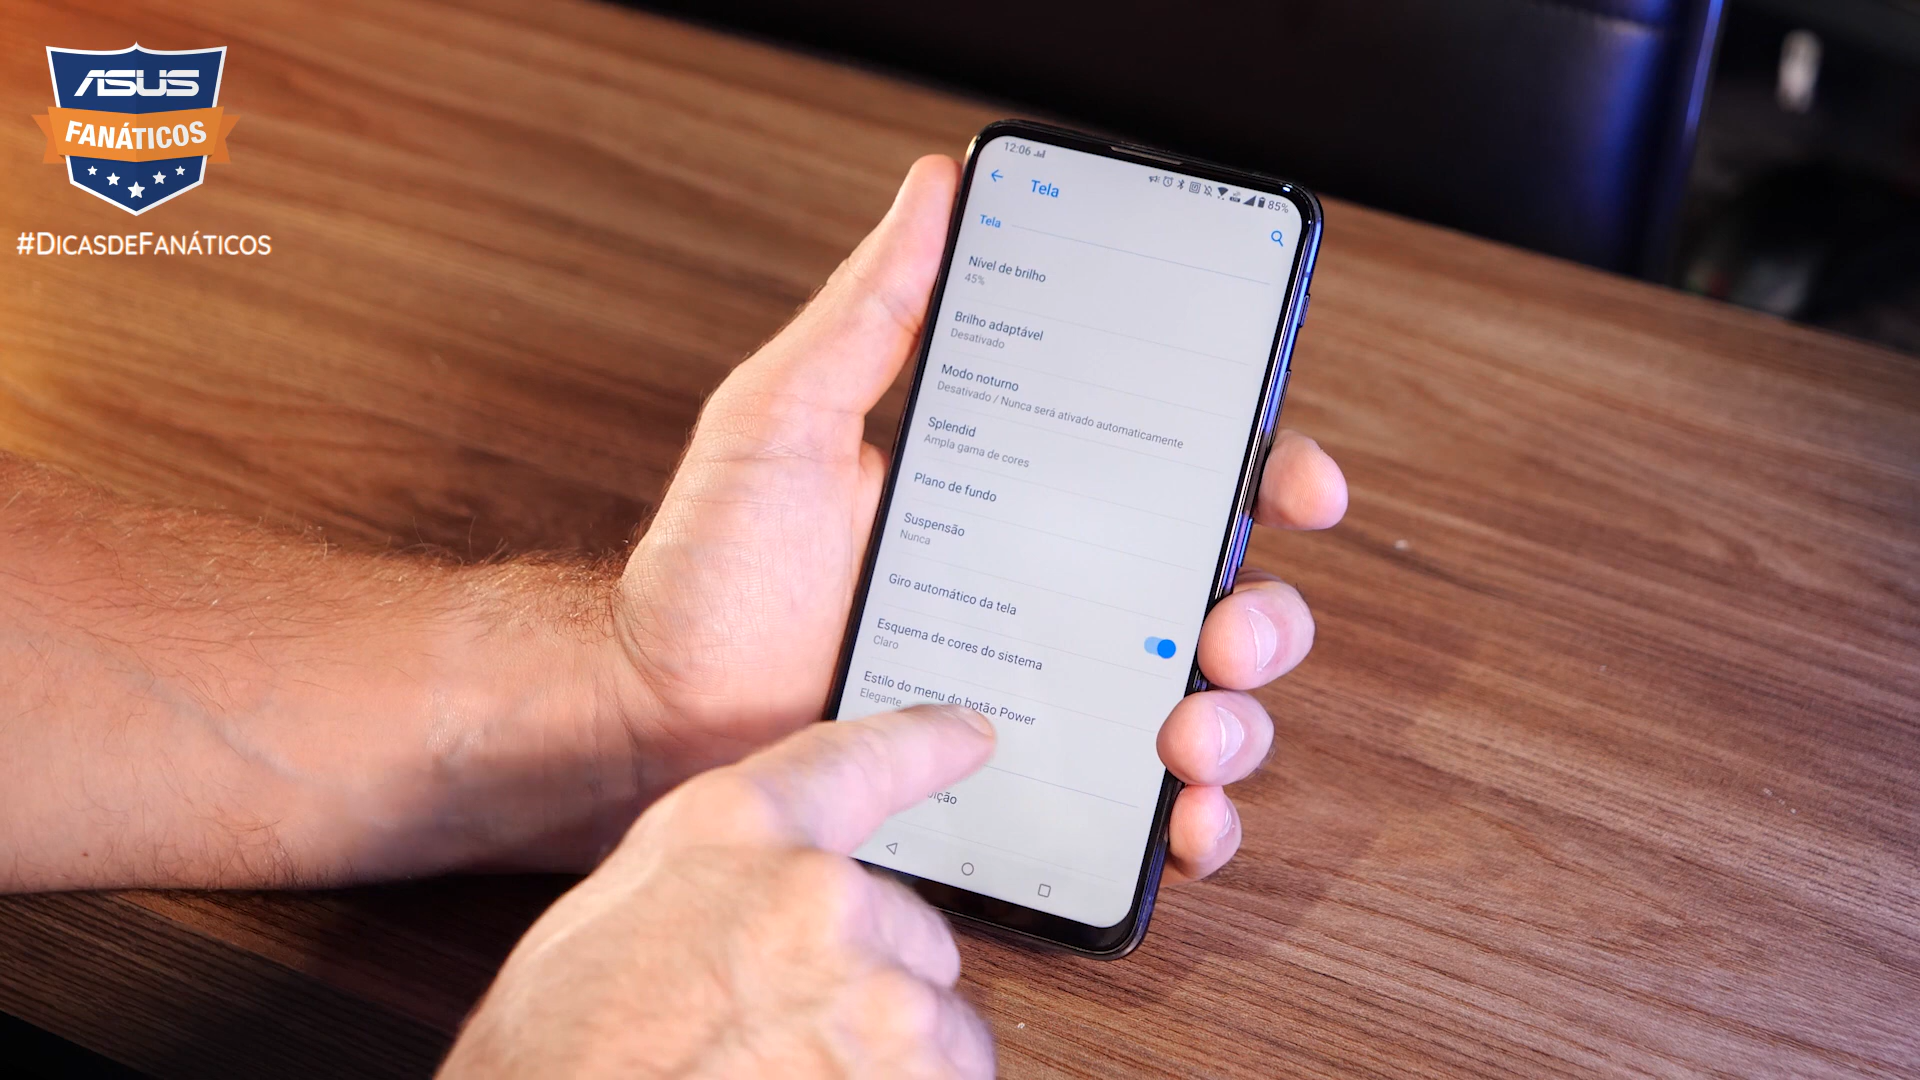 ASUS
FANÁTICOS
#DICASDEFANÁTICOS
12:06
85%
Tela
Tela
Nível de brilho
45%
Brilho adaptável
Desativado
Modo noturno
Desativado / Nunca será ativado automaticamente
Splendid
Ampla gama de cores
Plano de fundo
Suspensão
Nunca
Giro automático da tela
Esquema de cores do sistema
Claro
Estilo do menu do botão Power
Elegante